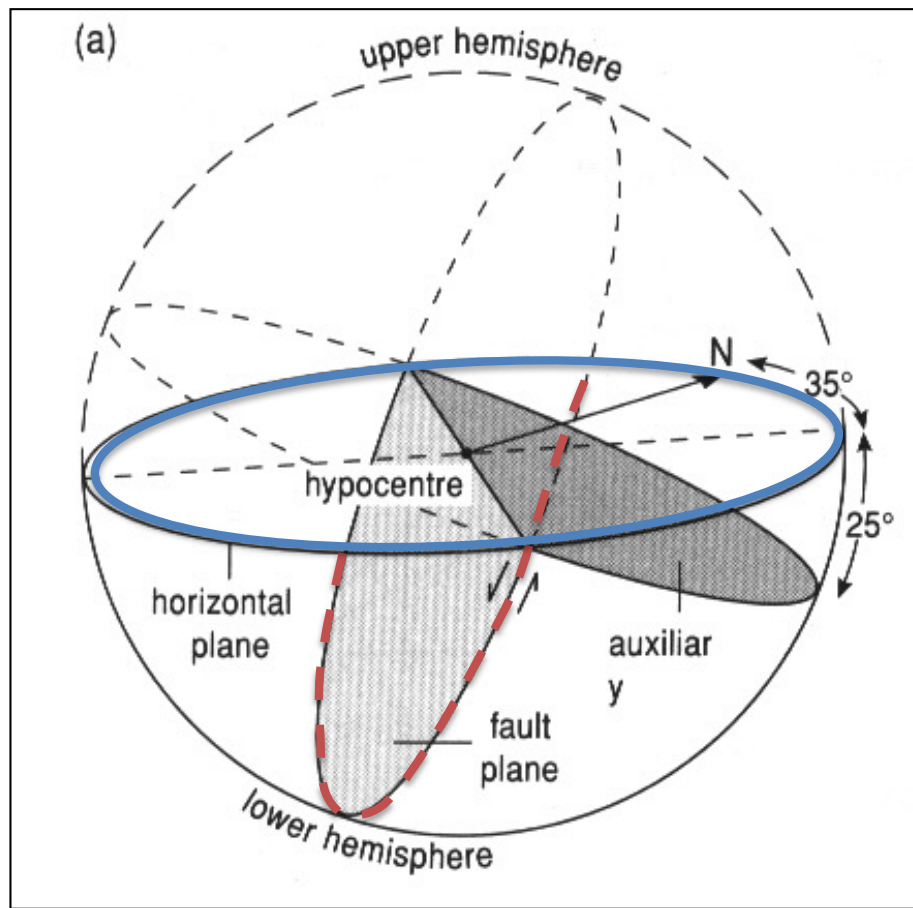 (a)
upper hemisphere
N
35°
hypocentre
25°
horizontal
plane
auxiliar
y
fault
plane
lower hemisphere